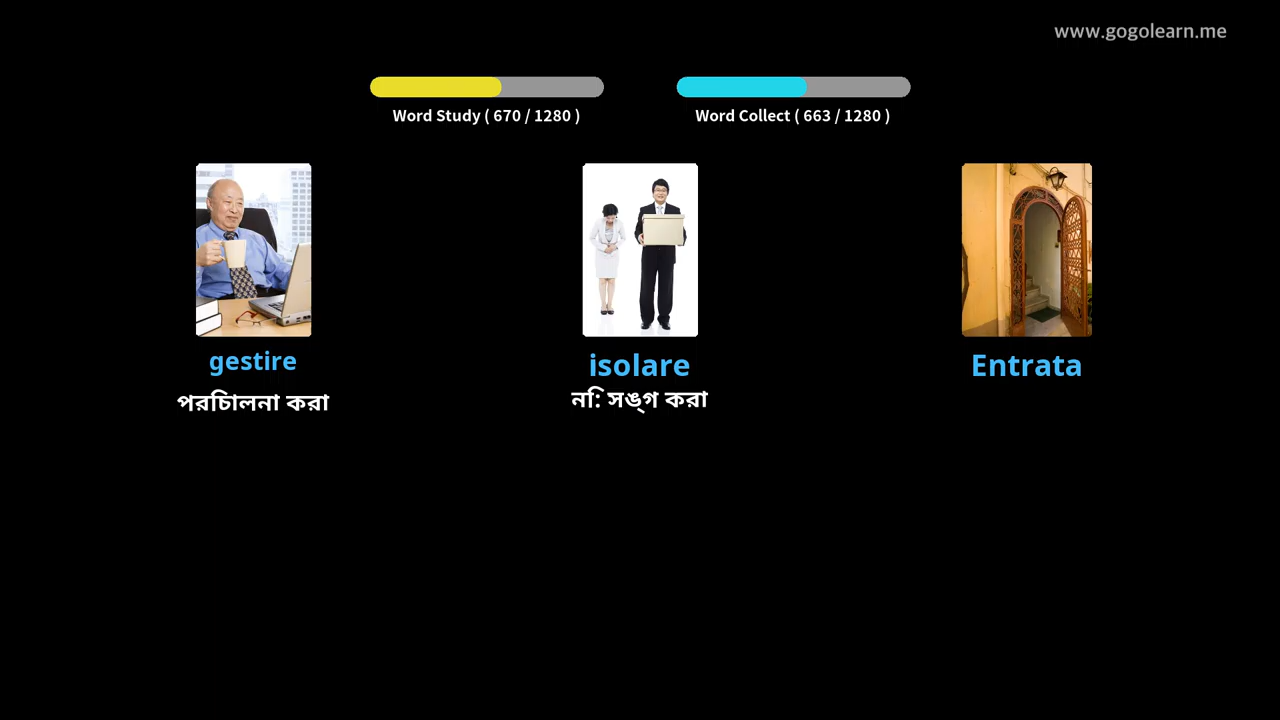 www.gogolearn.me
Word Study ( 670 / 1280 )
Word Collect ( 663 / 1280 )
gestire
পরিচালনা করা
isolare
নি: সঙ্গ করা
Entrata